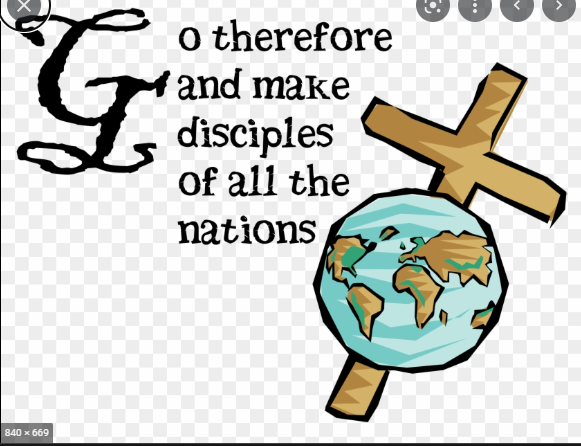 Go therefore
and make
disciples
of all the
nations
840 × 669